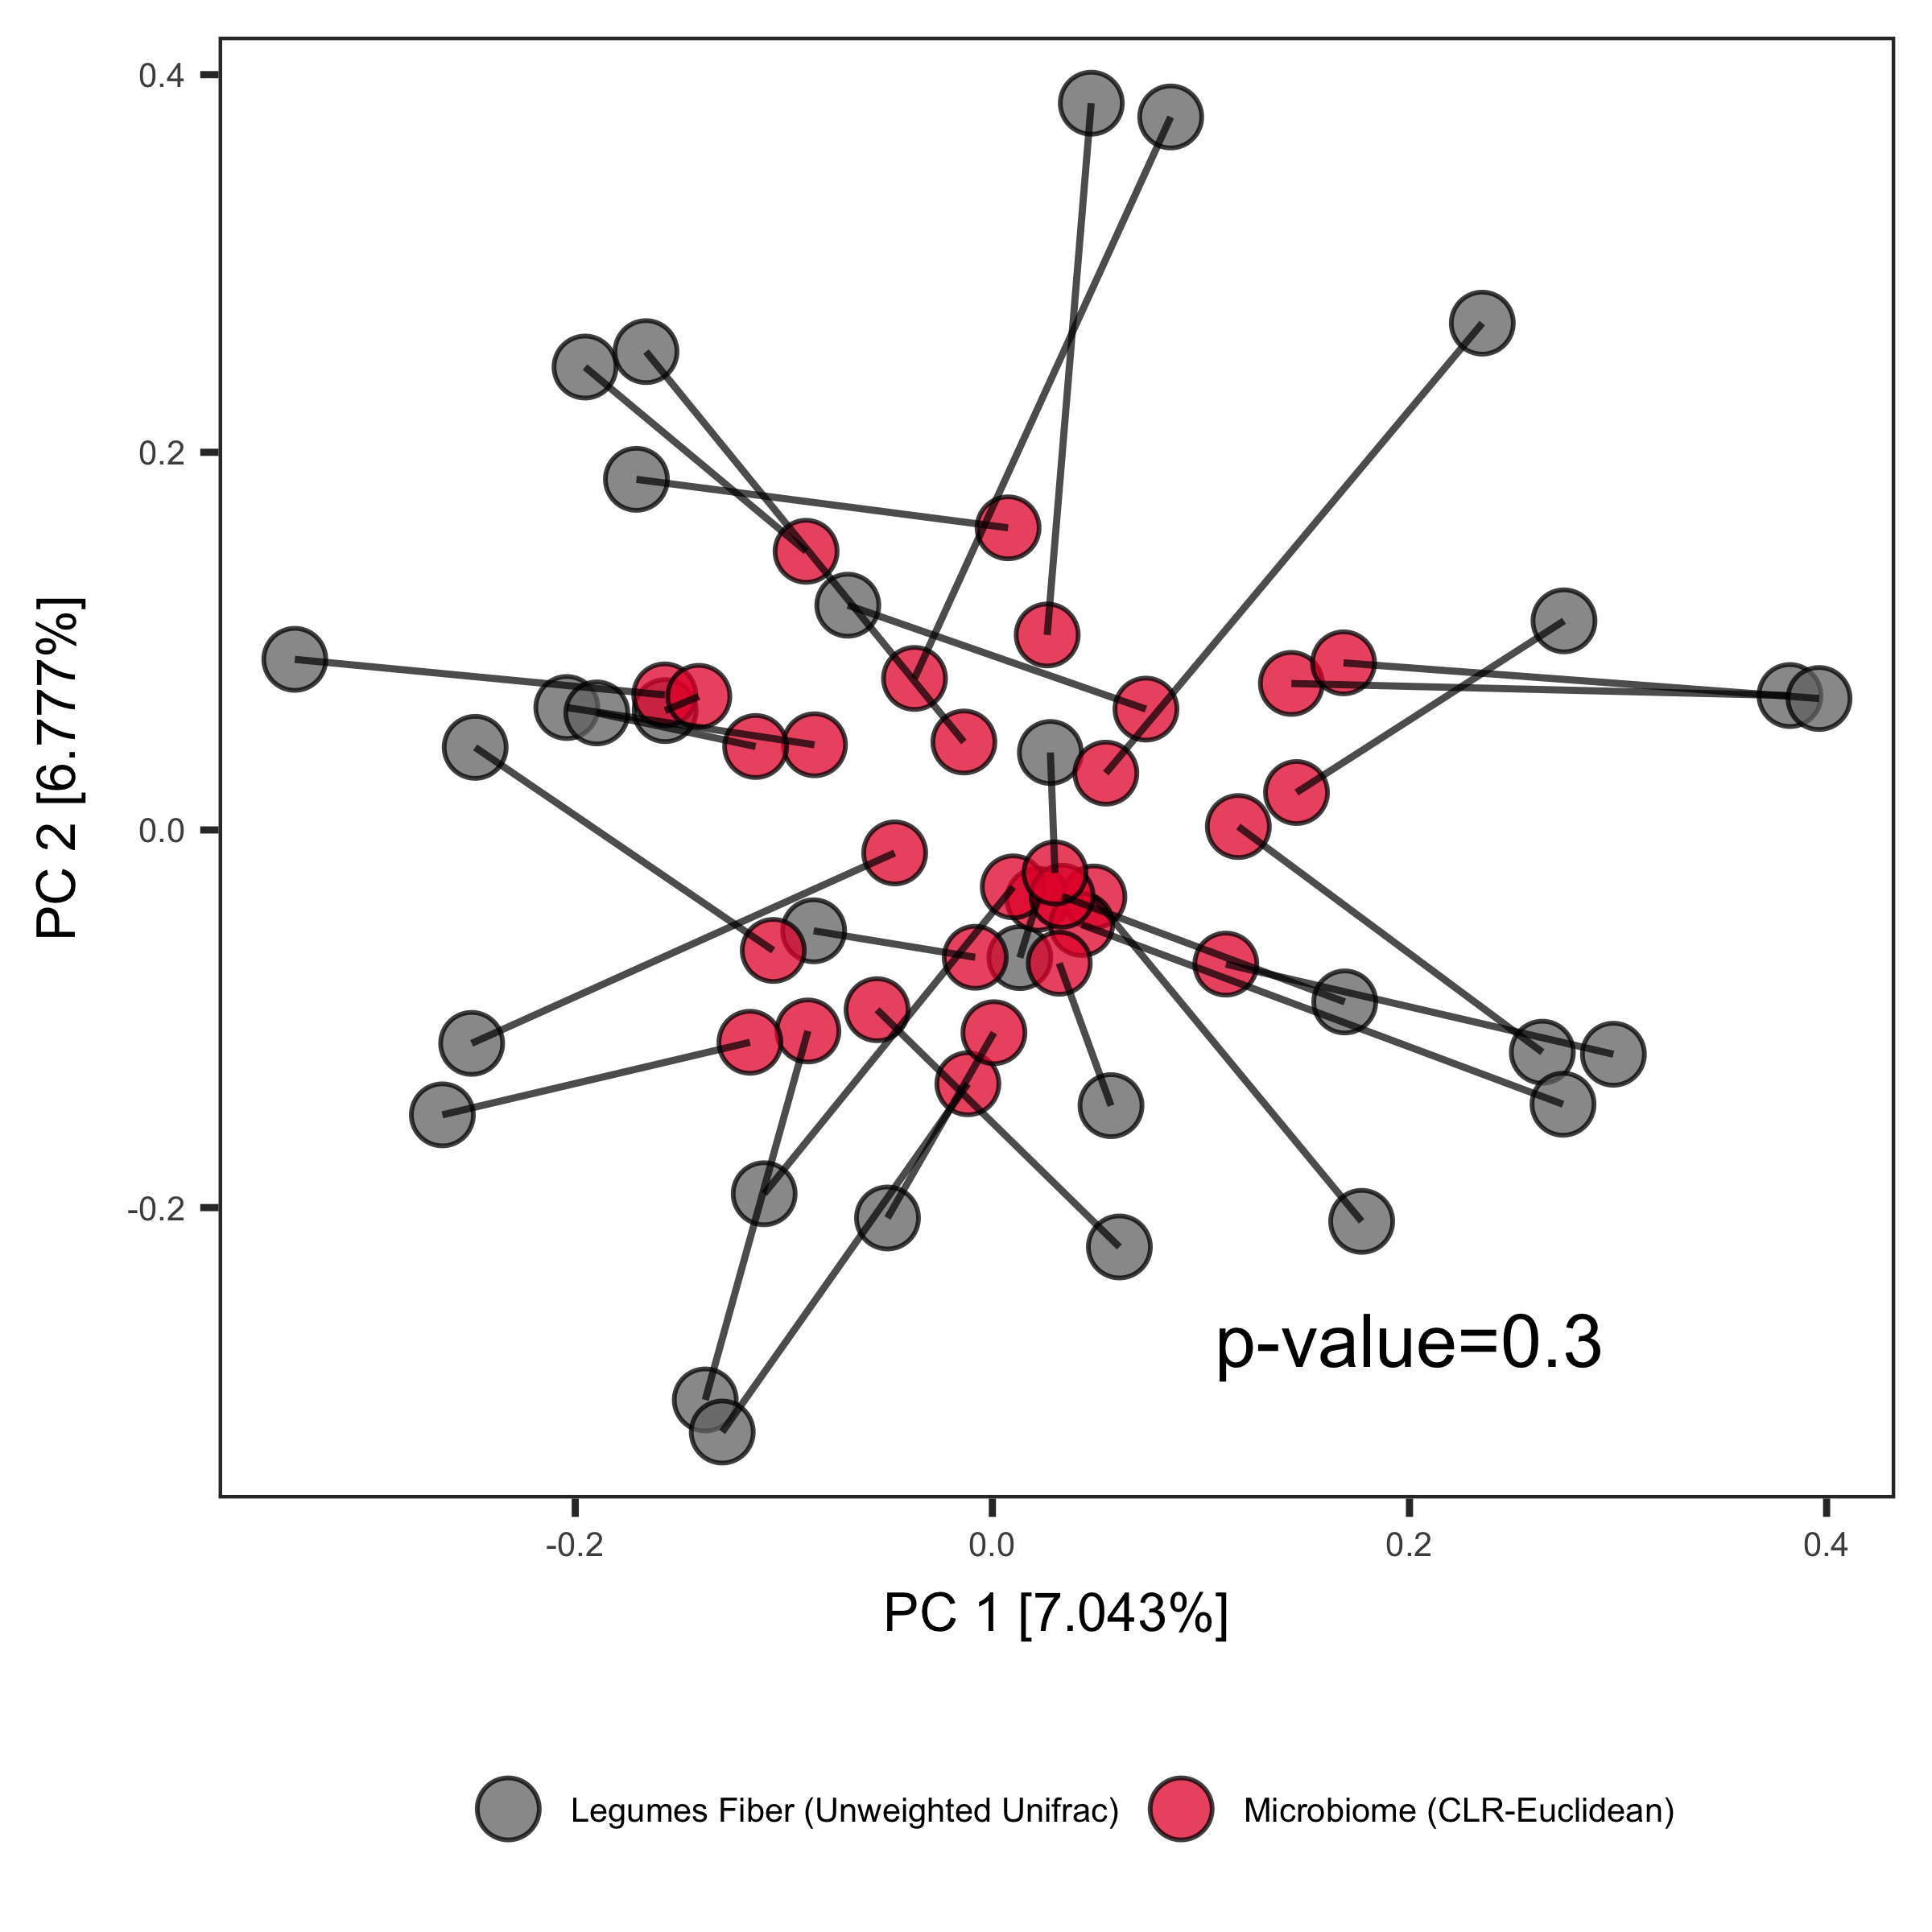 0.4
0.2
0.0
-0.2
PC 2 [6.777%]
p-value=0.3
-0.2 0.0 0.2 0.4
PC 1 [7.043%]
Legumes Fiber (Unweighted Unifrac) Microbiome (CLR-Euclidean)